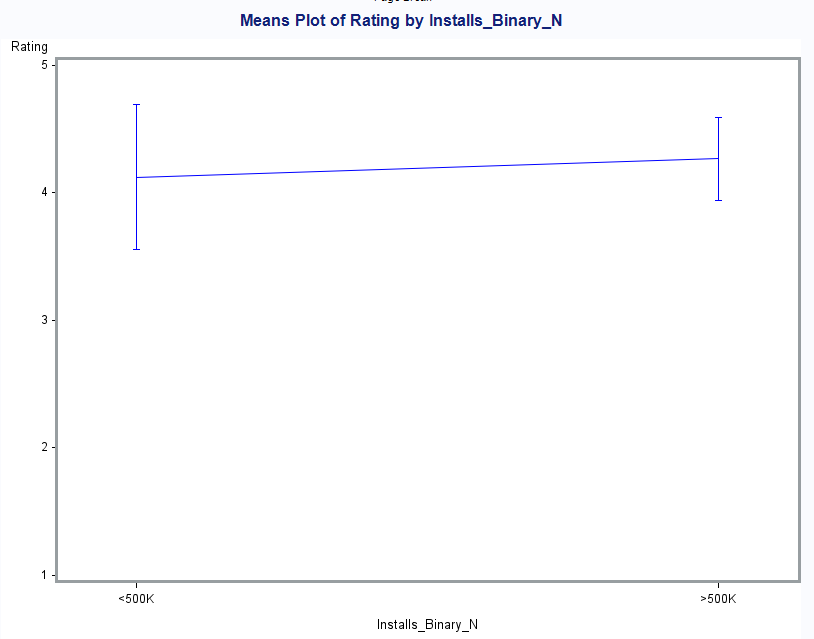 Means Plot of Rating by Installs_Binary_N
Rating
5
4
3
2
1
<500K >500K
Installs_Binary_N